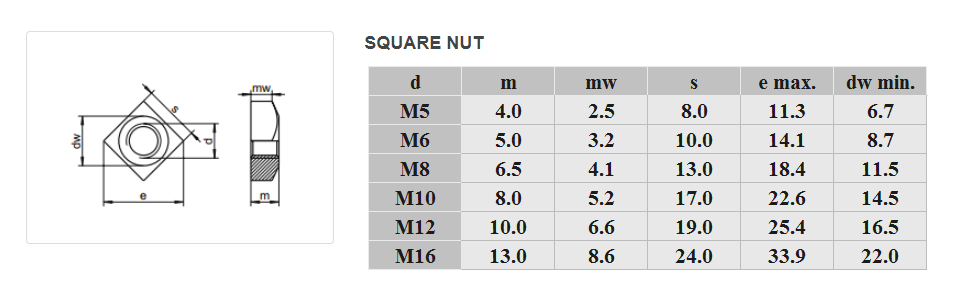 SQUARE NUT
d m mw s e max. dw min.
M5 4.0 2.5 8.0 11.3 6.7
M6 5.0 3.2 10.0 14.1 8.7
M8 6.5 4.1 13.0 18.4 11.5
M10 8.0 5.2 17.0 22.6 14.5
M12 10.0 6.6 19.0 25.4 16.5
M16 13.0 8.6 24.0 33.9 22.0
mw
s
dw
d
e
m